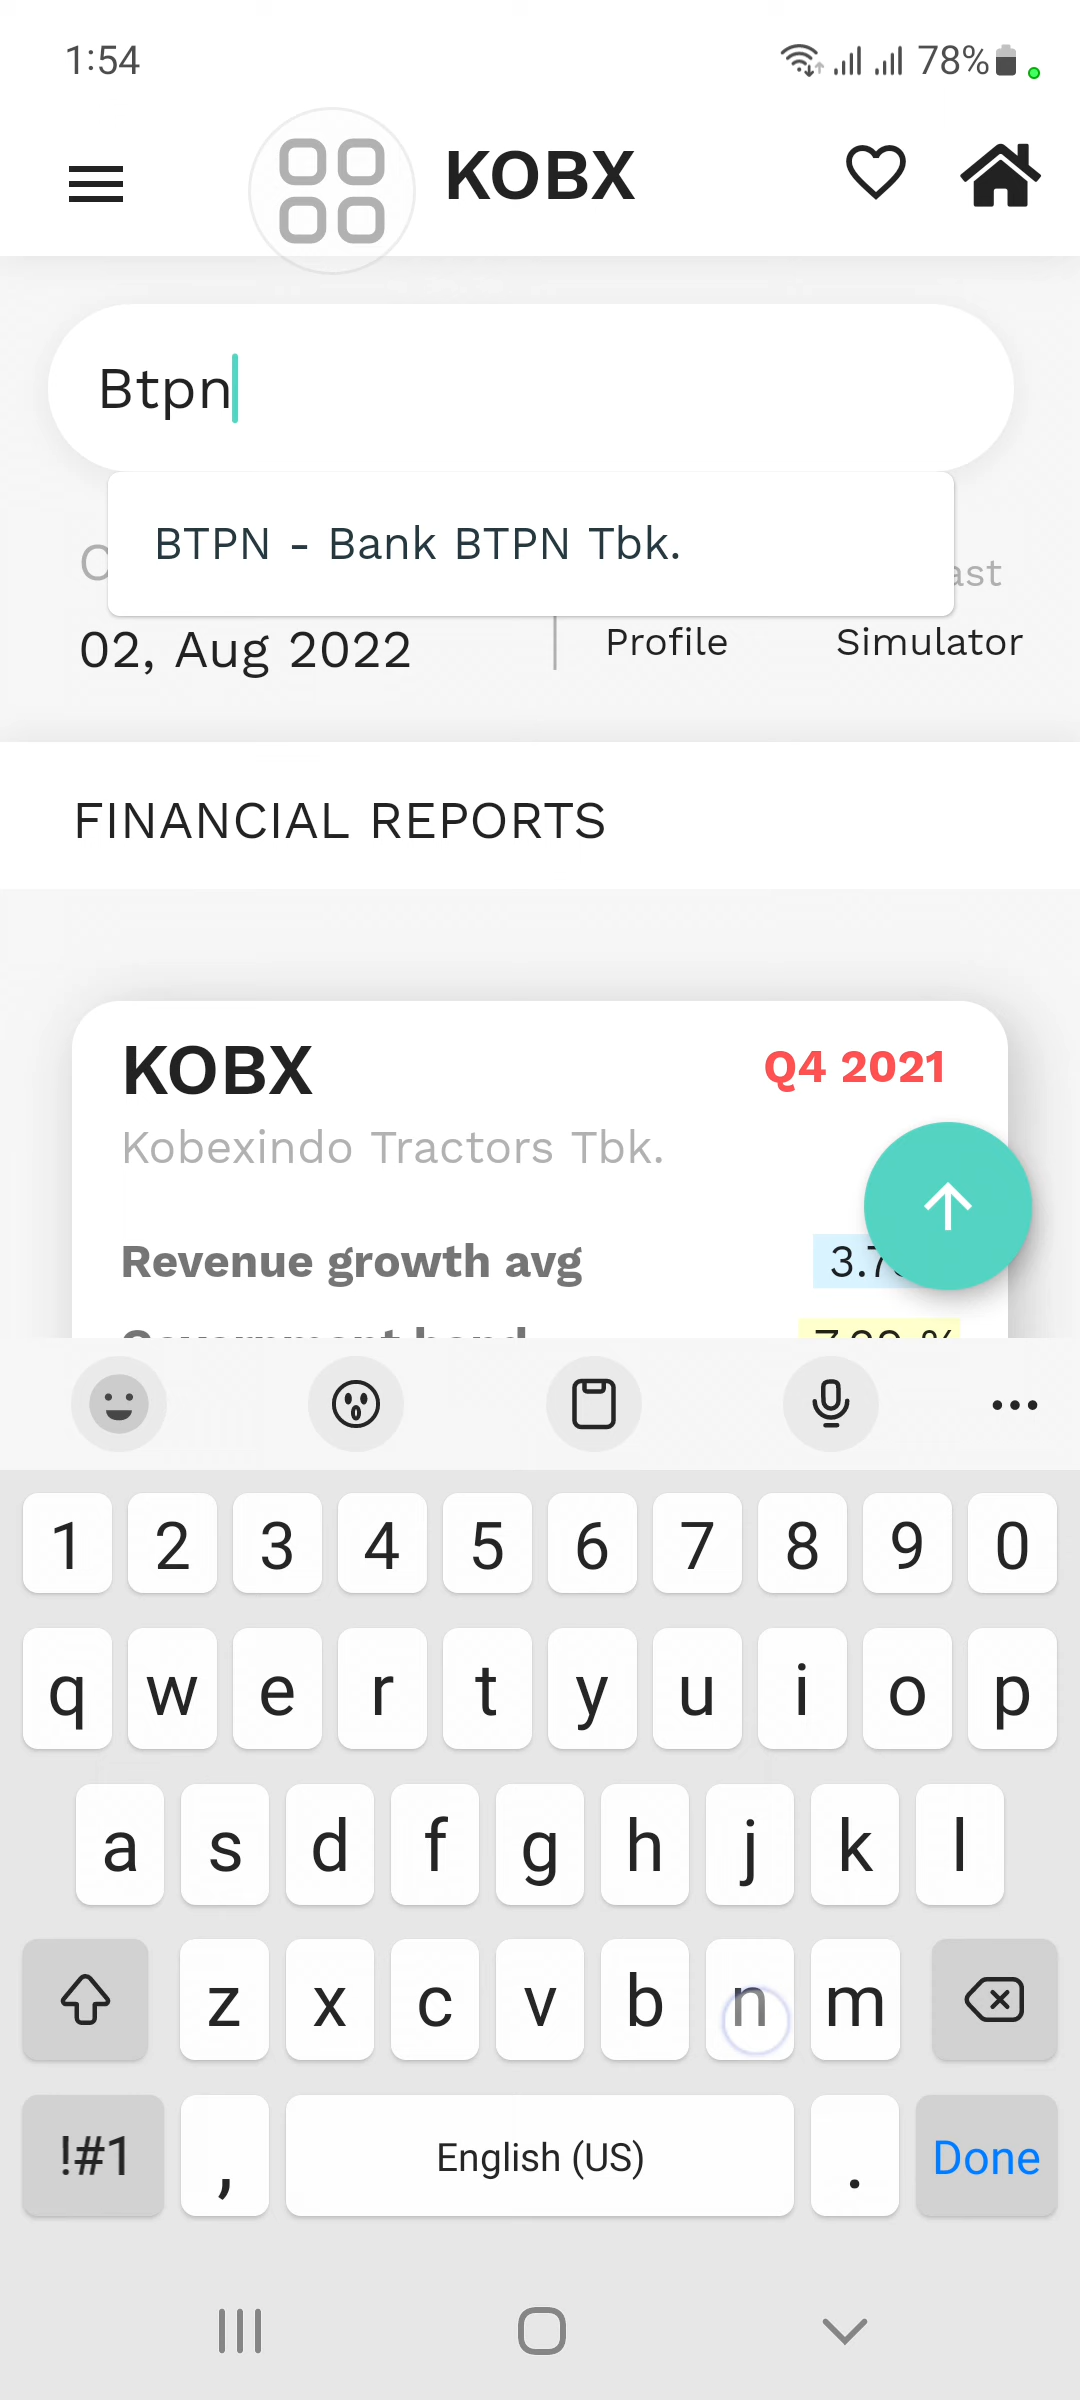 1:54
78%
KOBX
Btpn
BTPN - Bank BTPN Tbk.
ast
02, Aug 2022
Profile
Simulator
FINANCIAL REPORTS
KOBX
Q4 2021
Kobexindo Tractors Tbk.
Revenue growth avg
3.7
1 2 3 4 5 6 7 8 9 0
q w e r t y u i o p
a s d f g h j k l
z x c v b n m
!#1 , English (US) . Done